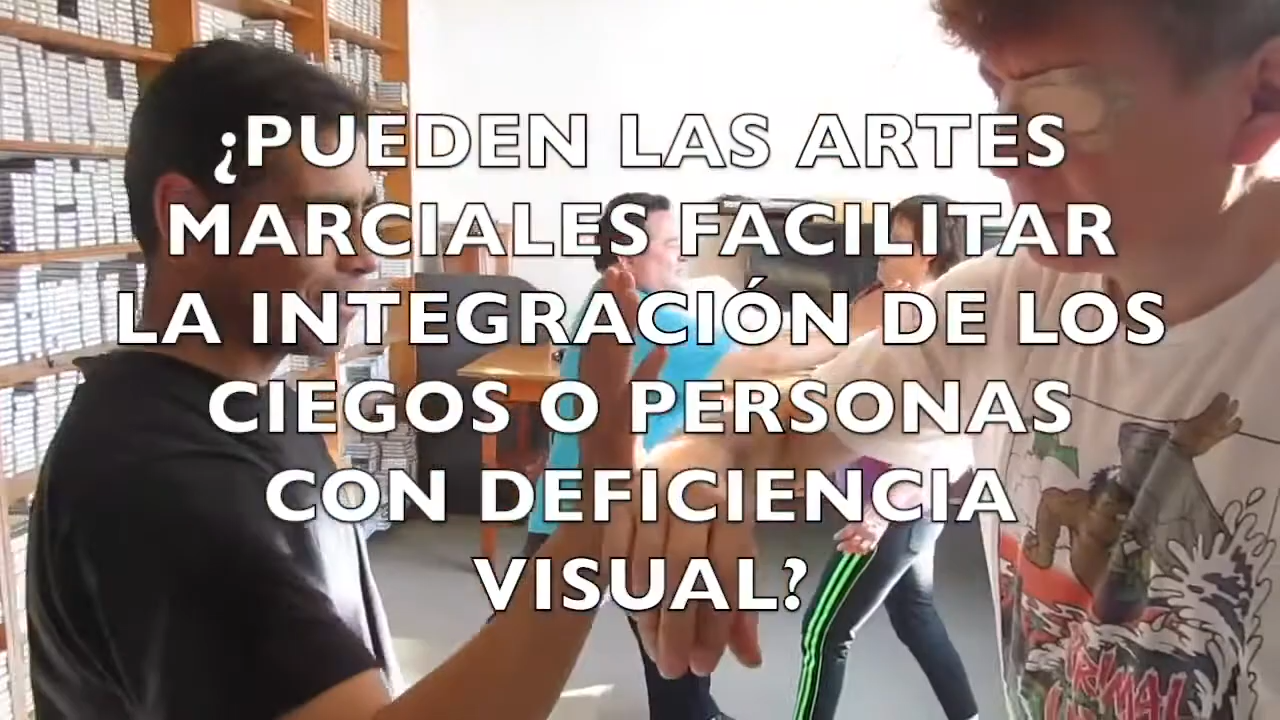 ¿PUEDEN LAS ARTES
MARCIALES FACILITAR
LA INTEGRACIÓN DE LOS
CIEGOS O PERSONAS
CON DEFICIENCIA
VISUAL?